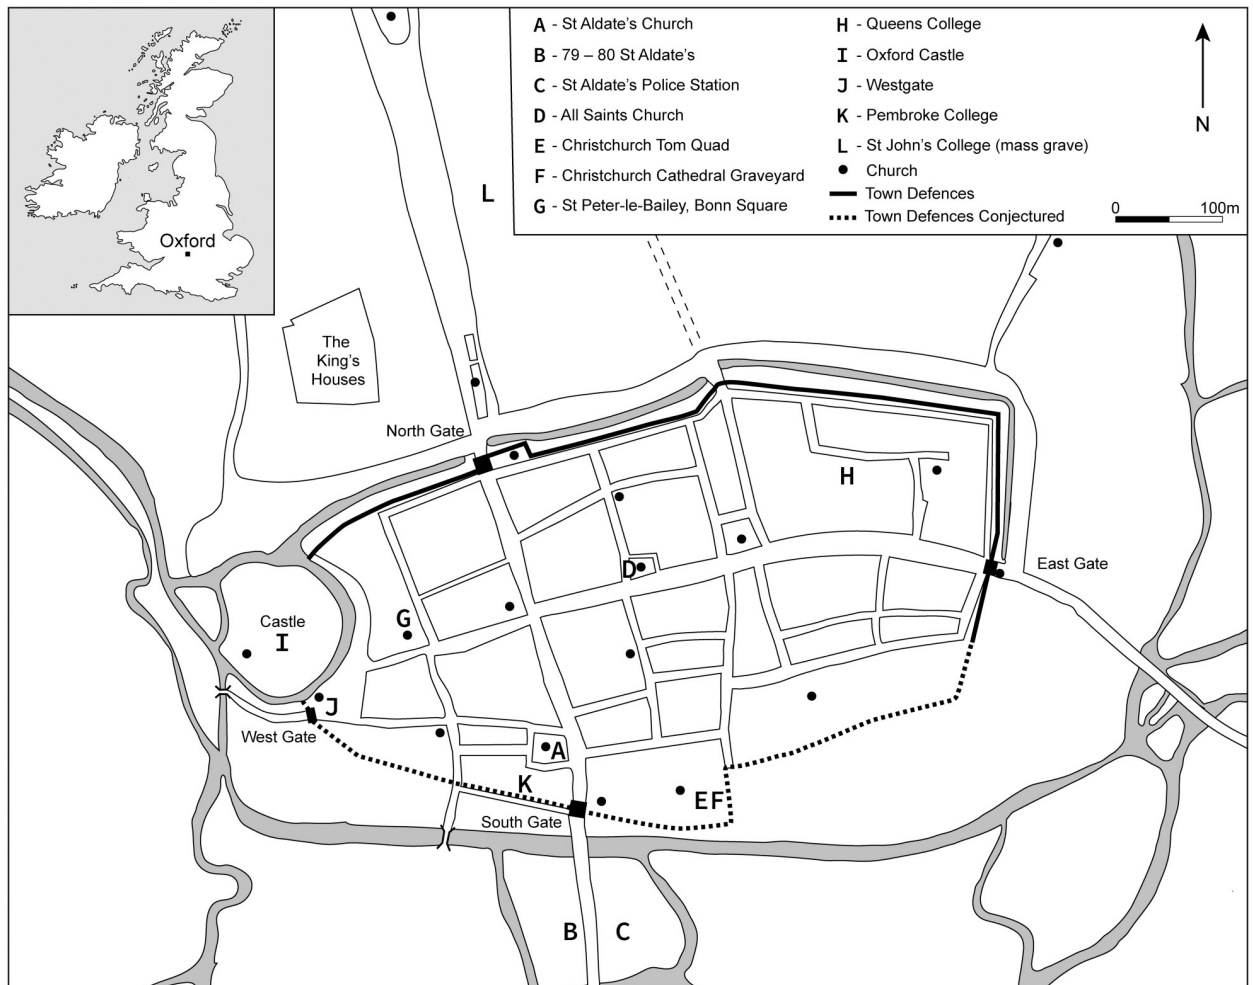 A - St Aldate's Church
B - 79 – 80 St Aldate's
C - St Aldate's Police Station
D - All Saints Church
E - Christchurch Tom Quad
F - Christchurch Cathedral Graveyard
G - St Peter-le-Bailey, Bonn Square
H - Queens College
I - Oxford Castle
J - Westgate
K - Pembroke College
L - St John's College (mass grave)
Church
Town Defences
Town Defences Conjectured
N
0 100m
Oxford
L
The
King's
Houses
North Gate
H
East Gate
D
G
Castle
I
J
West Gate
A
K
E F
South Gate
B
C